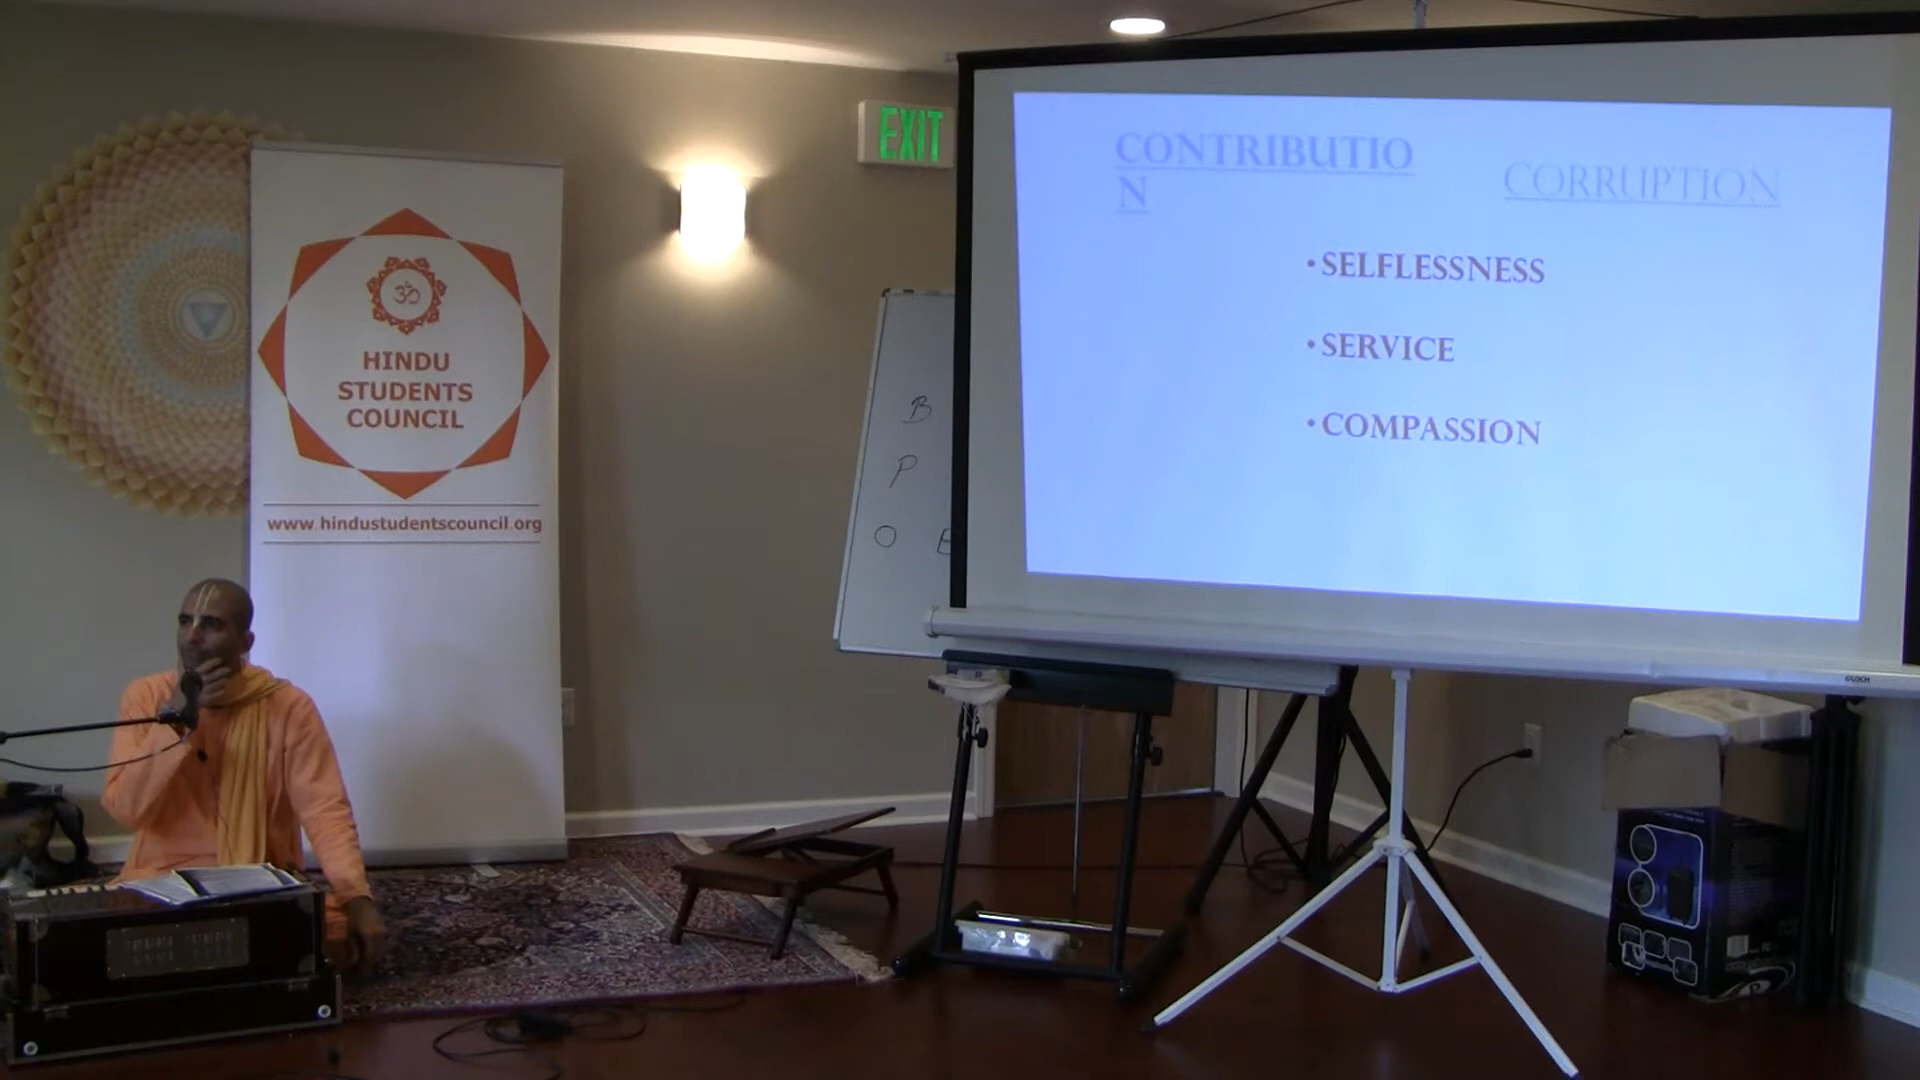 ॐ
HINDU
STUDENTS
COUNCIL
www.hindustudentscouncil.org
EXIT
B
P
O E
CONTRIBUTIO
N
CORRUPTION
• SELFLESSNESS
• SERVICE
• COMPASSION